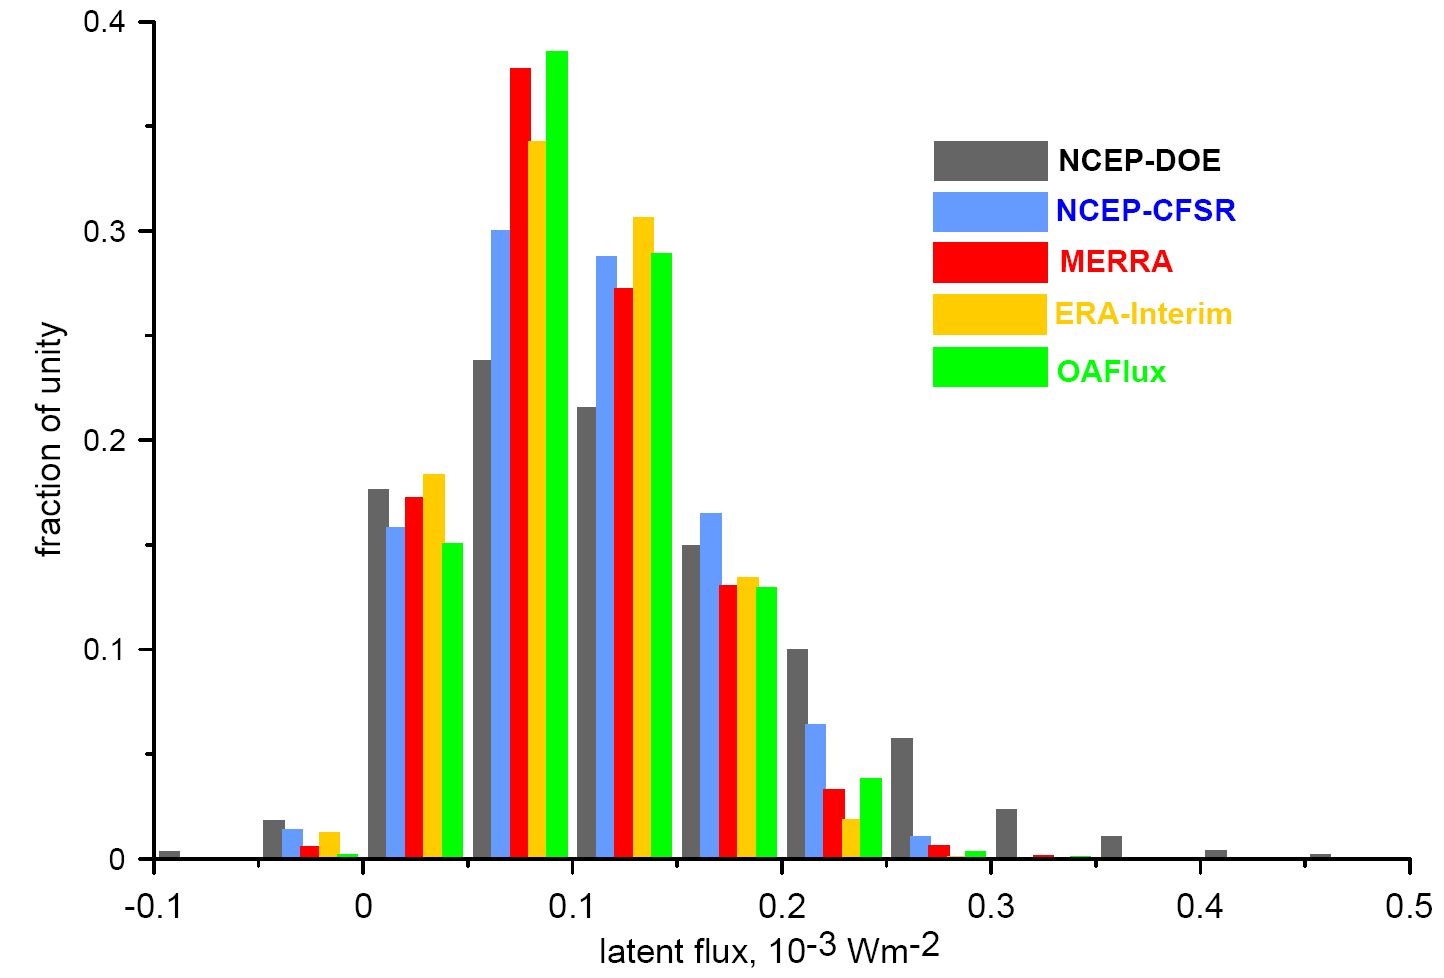 0.4
0.3
0.2
0.1
0
fraction of unity
NCEP-DOE
NCEP-CFSR
MERRA
ERA-Interim
OAFlux
-0.1 0 0.1 0.2 0.3 0.4 0.5
latent flux, 10-3 Wm-2